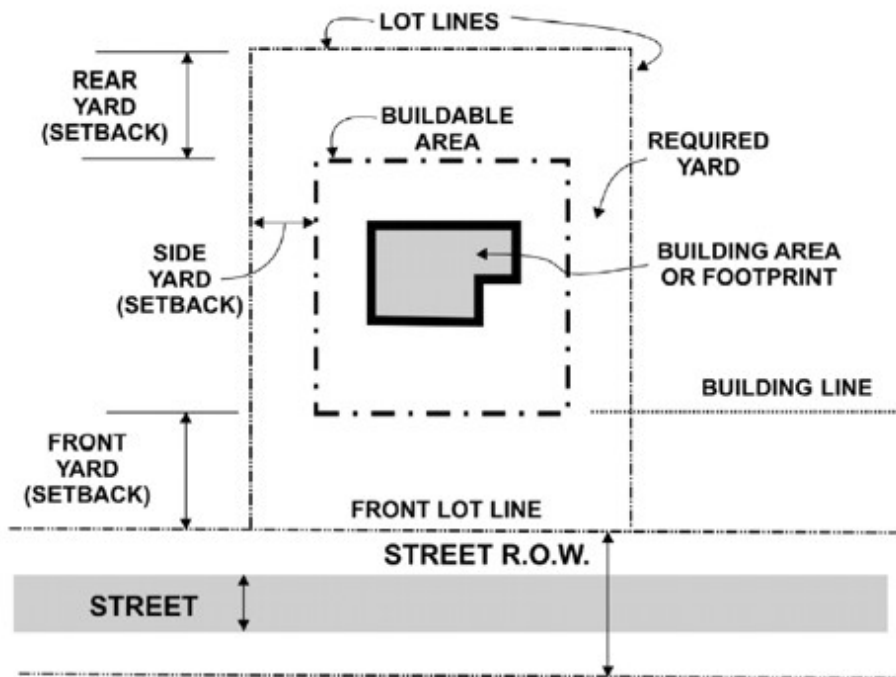 LOT LINES
REAR
YARD
(SETBACK)
BUILDABLE
AREA
REQUIRED
YARD
SIDE
YARD
(SETBACK)
BUILDING AREA
OR FOOTPRINT
BUILDING LINE
FRONT
YARD
(SETBACK)
FRONT LOT LINE
STREET R.O.W.
STREET